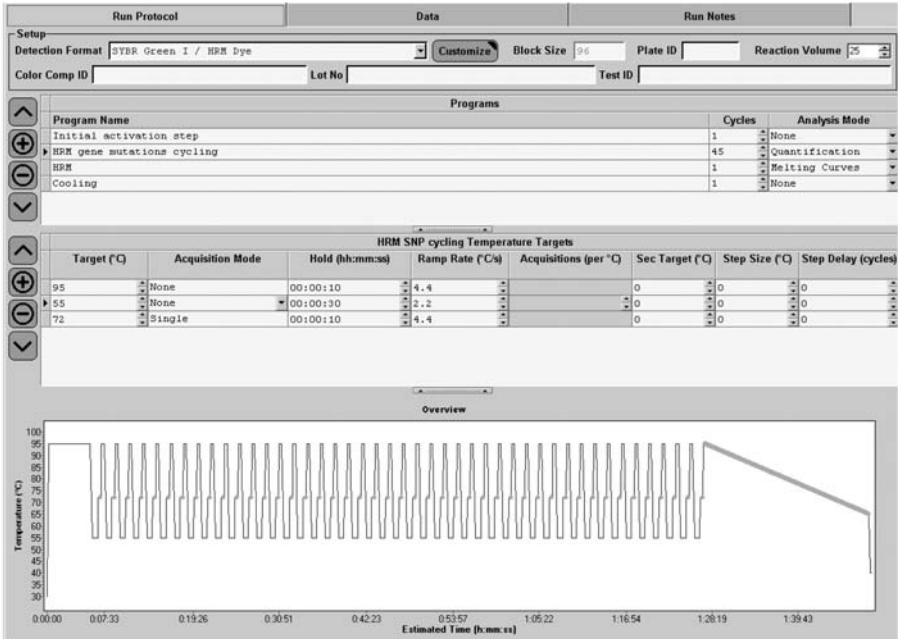 Run Protocol Data Run Notes
Setup
Detection Format SYBR Green I / HRM Dye Customize Block Size 96 Plate ID Reaction Volume 25
Color Comp ID Lot No Test ID
Programs
Program Name Cycles Analysis Mode
Initial activation step 1 None
HRM gene mutations cycling 45 Quantification
HRM 1 Melting Curves
Cooling 1 None
HRM SNP cycling Temperature Targets
Target (°C) Acquisition Mode Hold (hh:mm:ss) Ramp Rate (°C/s) Acquisitions (per °C) Sec Target (°C) Step Size (°C) Step Delay (cycles)
95 None 00:00:10 4.4 0 0 0
55 None 00:00:30 2.2 0 0 0
72 Single 00:00:10 4.4 0 0 0
Overview
Temperature (°C)
100
95
90
85
80
75
70
65
60
55
50
45
40
35
30
0:00:00 0:07:33 0:19:26 0:30:51 0:42:23 0:53:57 1:05:22 1:16:54 1:28:19 1:39:43
Estimated Time (h:mm:ss)